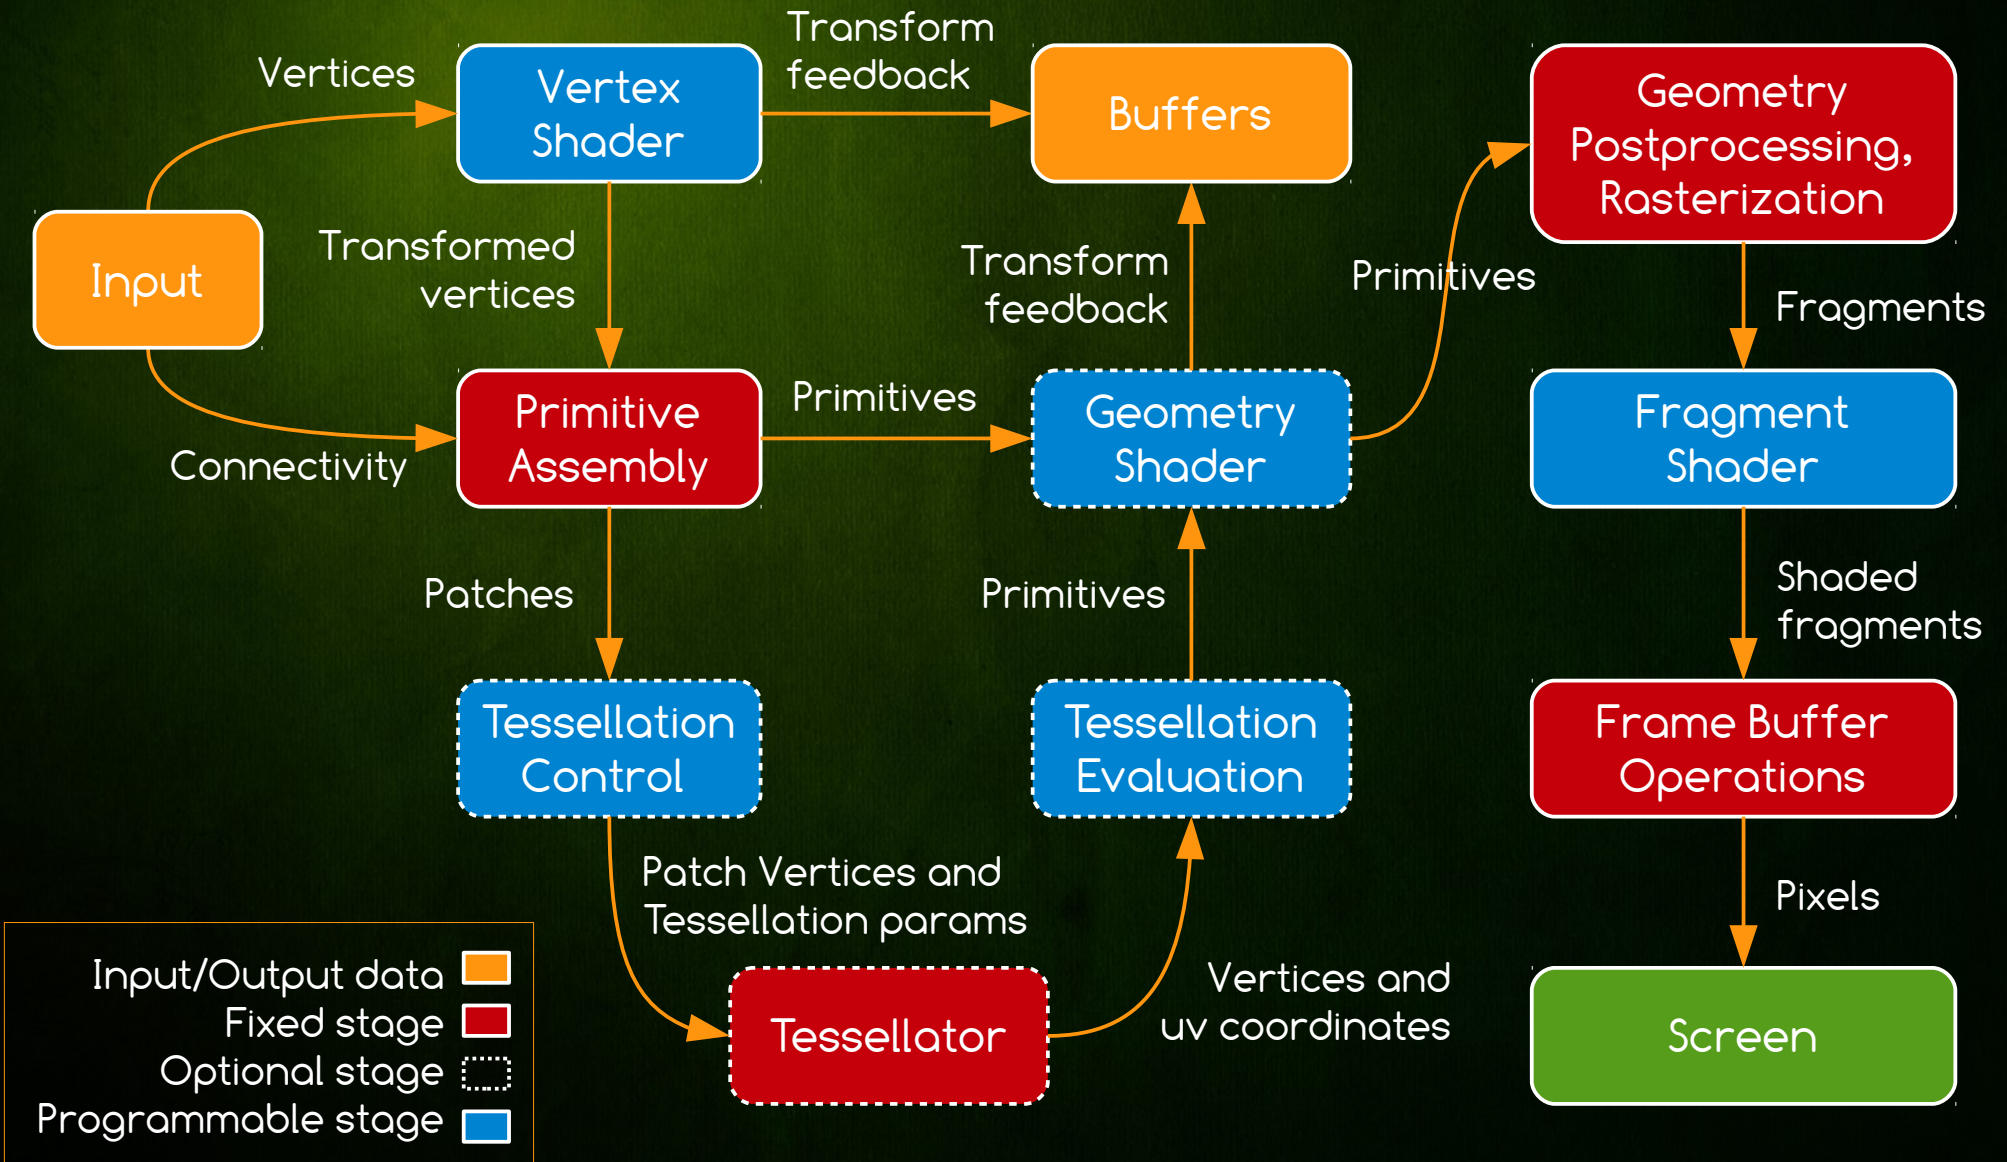 Transform
feedback
Vertices
Vertex
Shader
Buffers
Geometry
Postprocessing,
Rasterization
Input
Transformed
vertices
Transform
feedback
Primitives
Fragments
Connectivity
Primitive
Assembly
Primitives
Geometry
Shader
Fragment
Shader
Patches
Primitives
Shaded
fragments
Tessellation
Control
Tessellation
Evaluation
Frame Buffer
Operations
Patch Vertices and
Tessellation params
Pixels
Tessellator
Vertices and
uv coordinates
Screen
Input/Output data
Fixed stage
Optional stage
Programmable stage